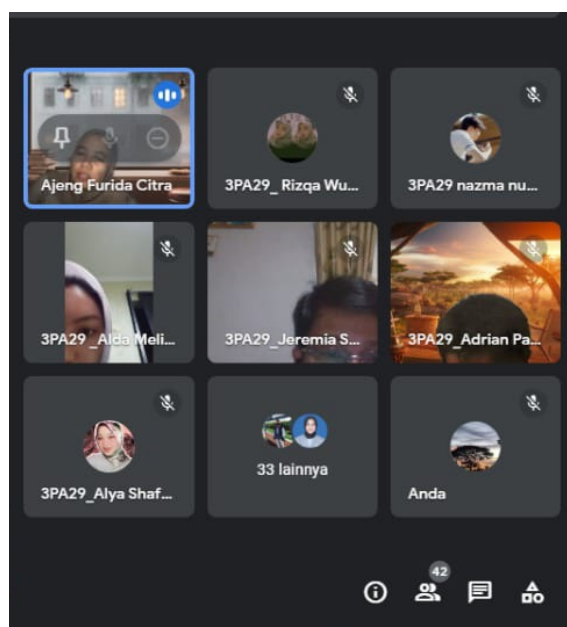 Ajeng Furida Citra
3PA29_ Rizqa Wu...
3PA29 nazma nu...
3PA29 _Alda Meli...
3PA29_Jeremia S...
3PA29_Adrian Pa...
3PA29_Alya Shaf...
33 lainnya
Anda
42